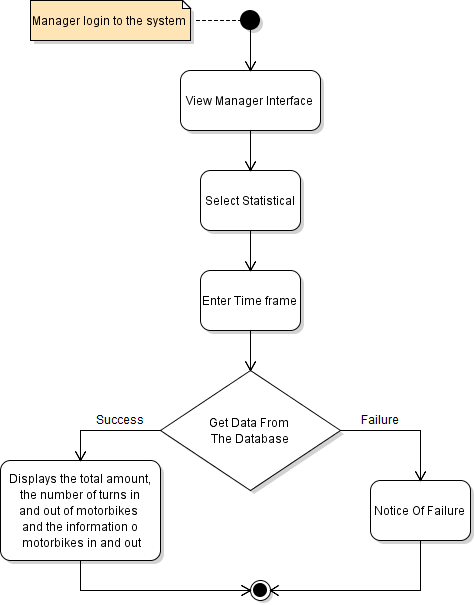 Manager login to the system
View Manager Interface
Select Statistical
Enter Time frame
Get Data From
The Database
Success
Failure
Displays the total amount,
the number of turns in
and out of motorbikes
and the information o
motorbikes in and out
Notice Of Failure